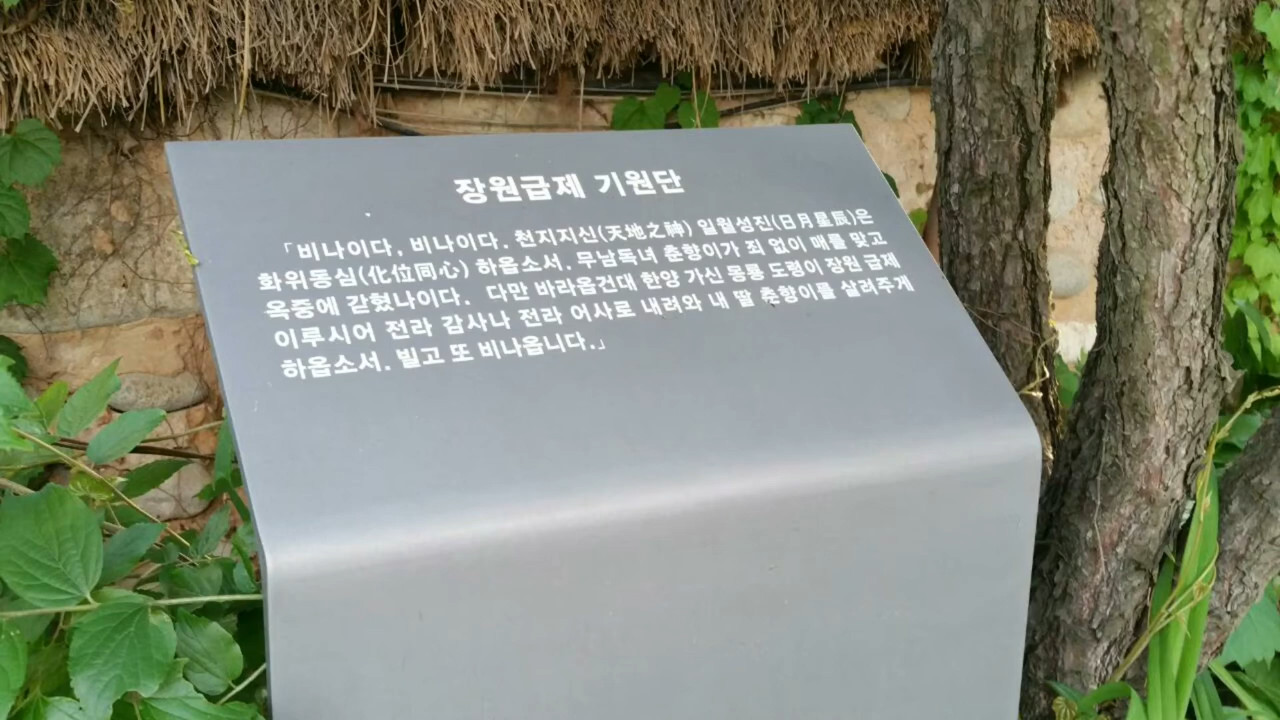 장원급제 기원단
「비나이다, 비나이다. 천지지신(天地之神) 일월성진(日月星辰)은
화위동심(化位同心) 하옵소서. 무남독녀 춘향이가 죄 없이 매를 맞고
옥중에 갇혔나이다. 다만 바라옵건대 한양 가신 몽룡 도령이 장원 급제
이루시어 전라 감사나 전라 어사로 내려와 내 딸 춘향이를 살려주게
하옵소서. 빌고 또 비나옵니다.」